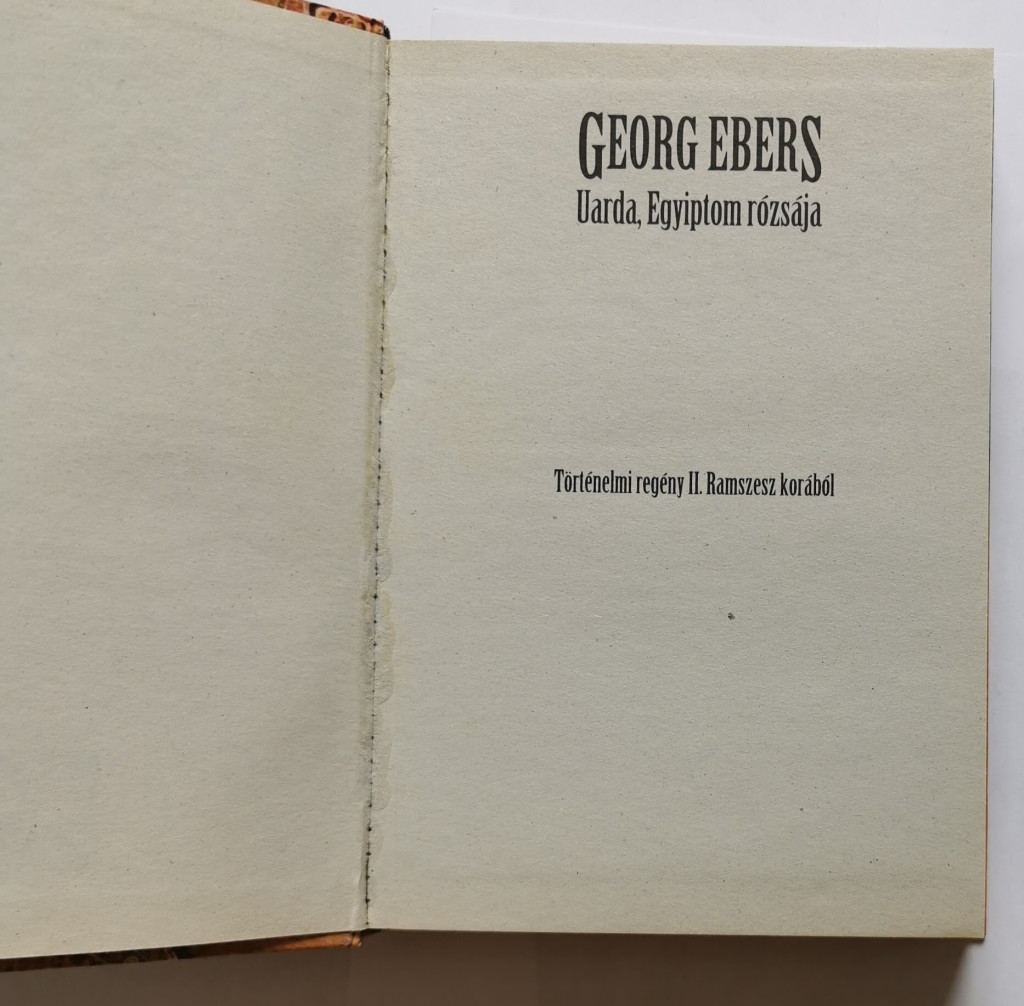 GEORG EBERS
Uarda, Egyiptom rózsája
Történelmi regény II. Ramszesz korából